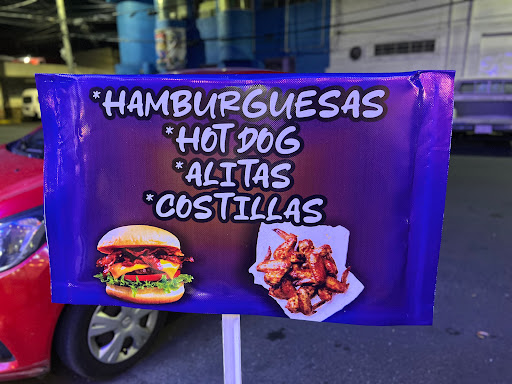 *HAMBURGUESAS
*HOT DOG
*ALITAS
*COSTILLAS